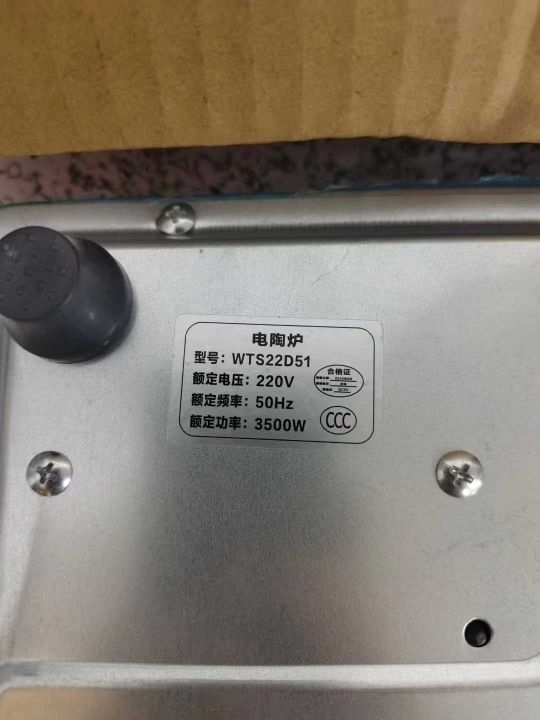 电陶炉
型号：WTS22D51
额定电压：220V
合格证
额定频率：50Hz
额定功率：3500W
CCC